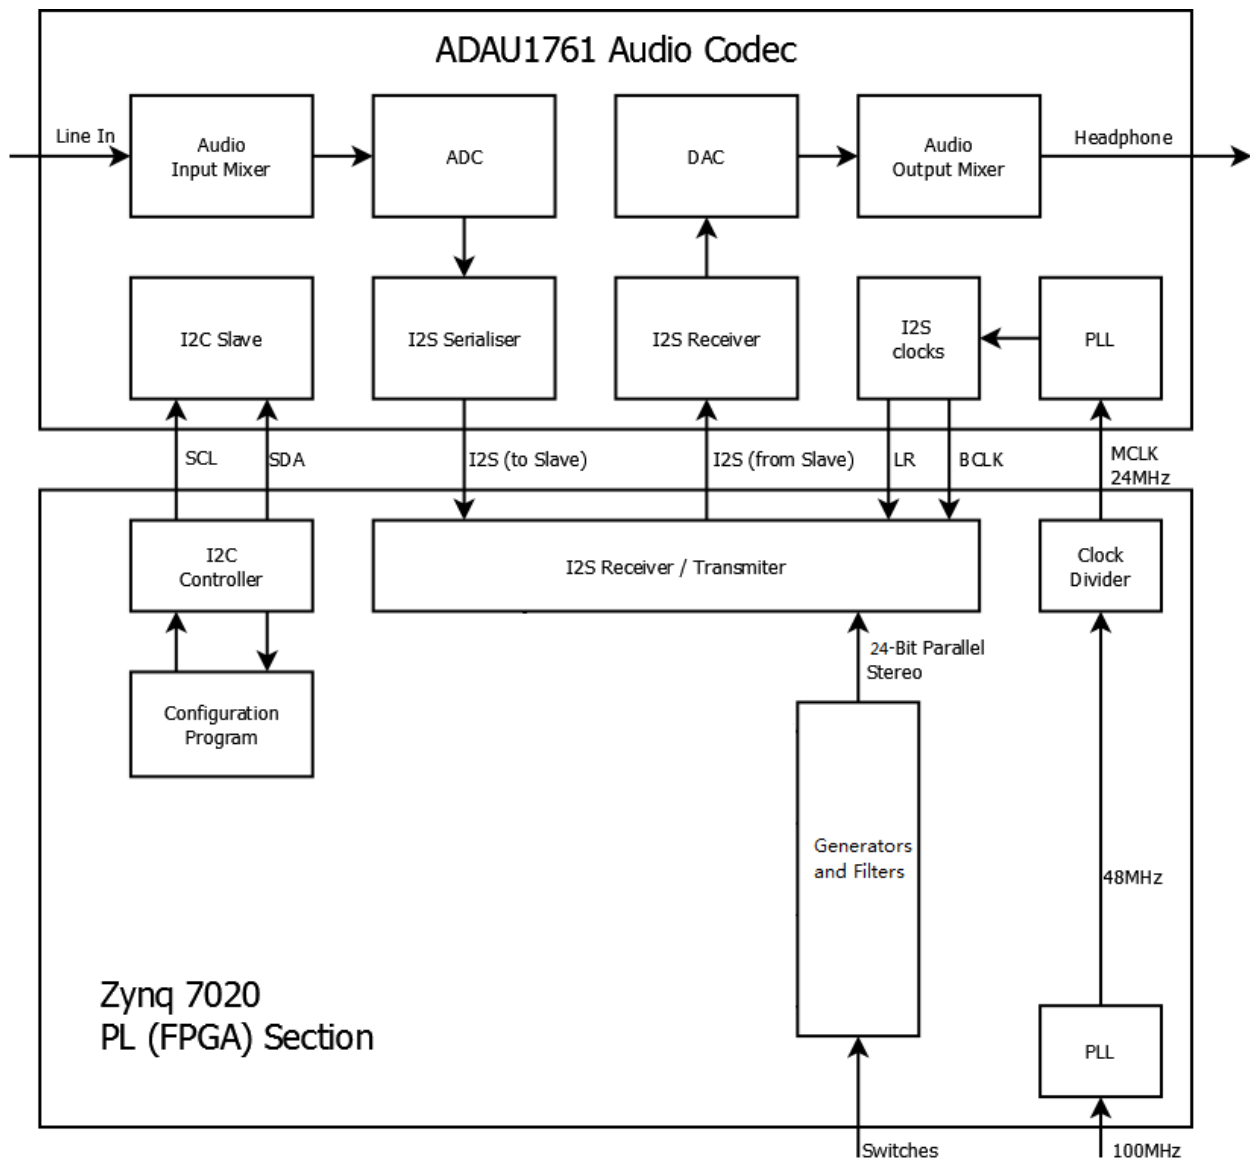 ADAU1761 Audio Codec
Line In
Audio
Input Mixer
ADC
DAC
Audio
Output Mixer
Headphone
I2C Slave
I2S Serialiser
I2S Receiver
I2S
clocks
PLL
SCL
SDA
I2S (to Slave)
I2S (from Slave)
LR
BCLK
MCLK
24MHz
I2C
Controller
I2S Receiver / Transmiter
Clock
Divider
24-Bit Parallel
Stereo
Configuration
Program
Generators
and Filters
48MHz
Zynq 7020
PL (FPGA) Section
PLL
Switches
100MHz